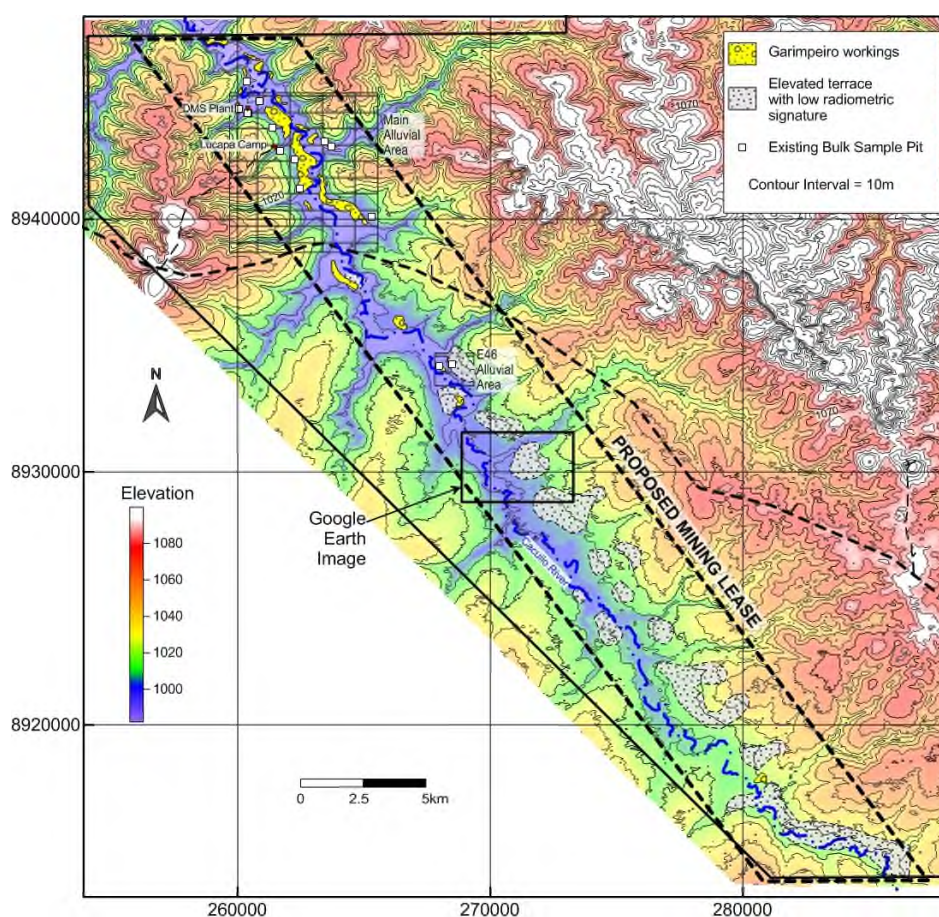 Garimpeiro workings
Elevated terrace
with low radiometric
signature
Existing Bulk Sample Pit
Contour Interval = 10m
1070
DMS Plant
Main
Alluvial
Area
Lucapa Camp
1020
8940000
E46
Alluvial
Area
N
1070
8930000
PROPOSED MINING LEASE
Elevation
1080
1060
1040
1020
1000
Google
Earth
Image
Cacuilo River
8920000
0
2.5
5km
260000
270000
280000